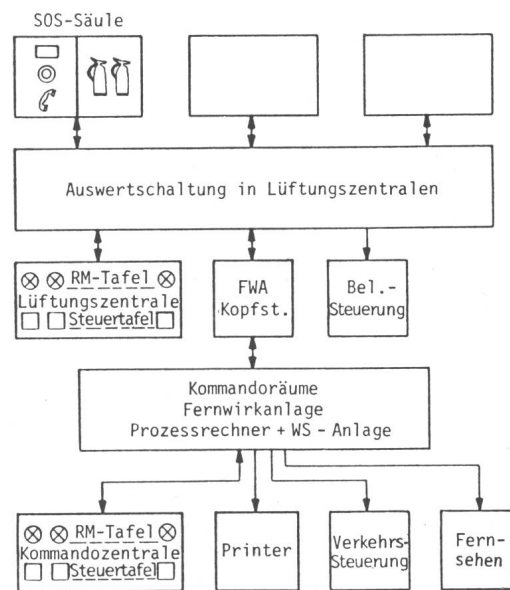 SOS-Säule
Auswertschaltung in Lüftungszentralen
RM-Tafel
Lüftungszentrale
Steuertafel
FWA
Kopfst.
Bel.-
Steuerung
Kommandoräume
Fernwirkanlage
Prozessrechner + WS - Anlage
RM-Tafel
Kommandozentrale
Steuertafel
Printer
Verkehrs-
Steuerung
Fern-
sehen